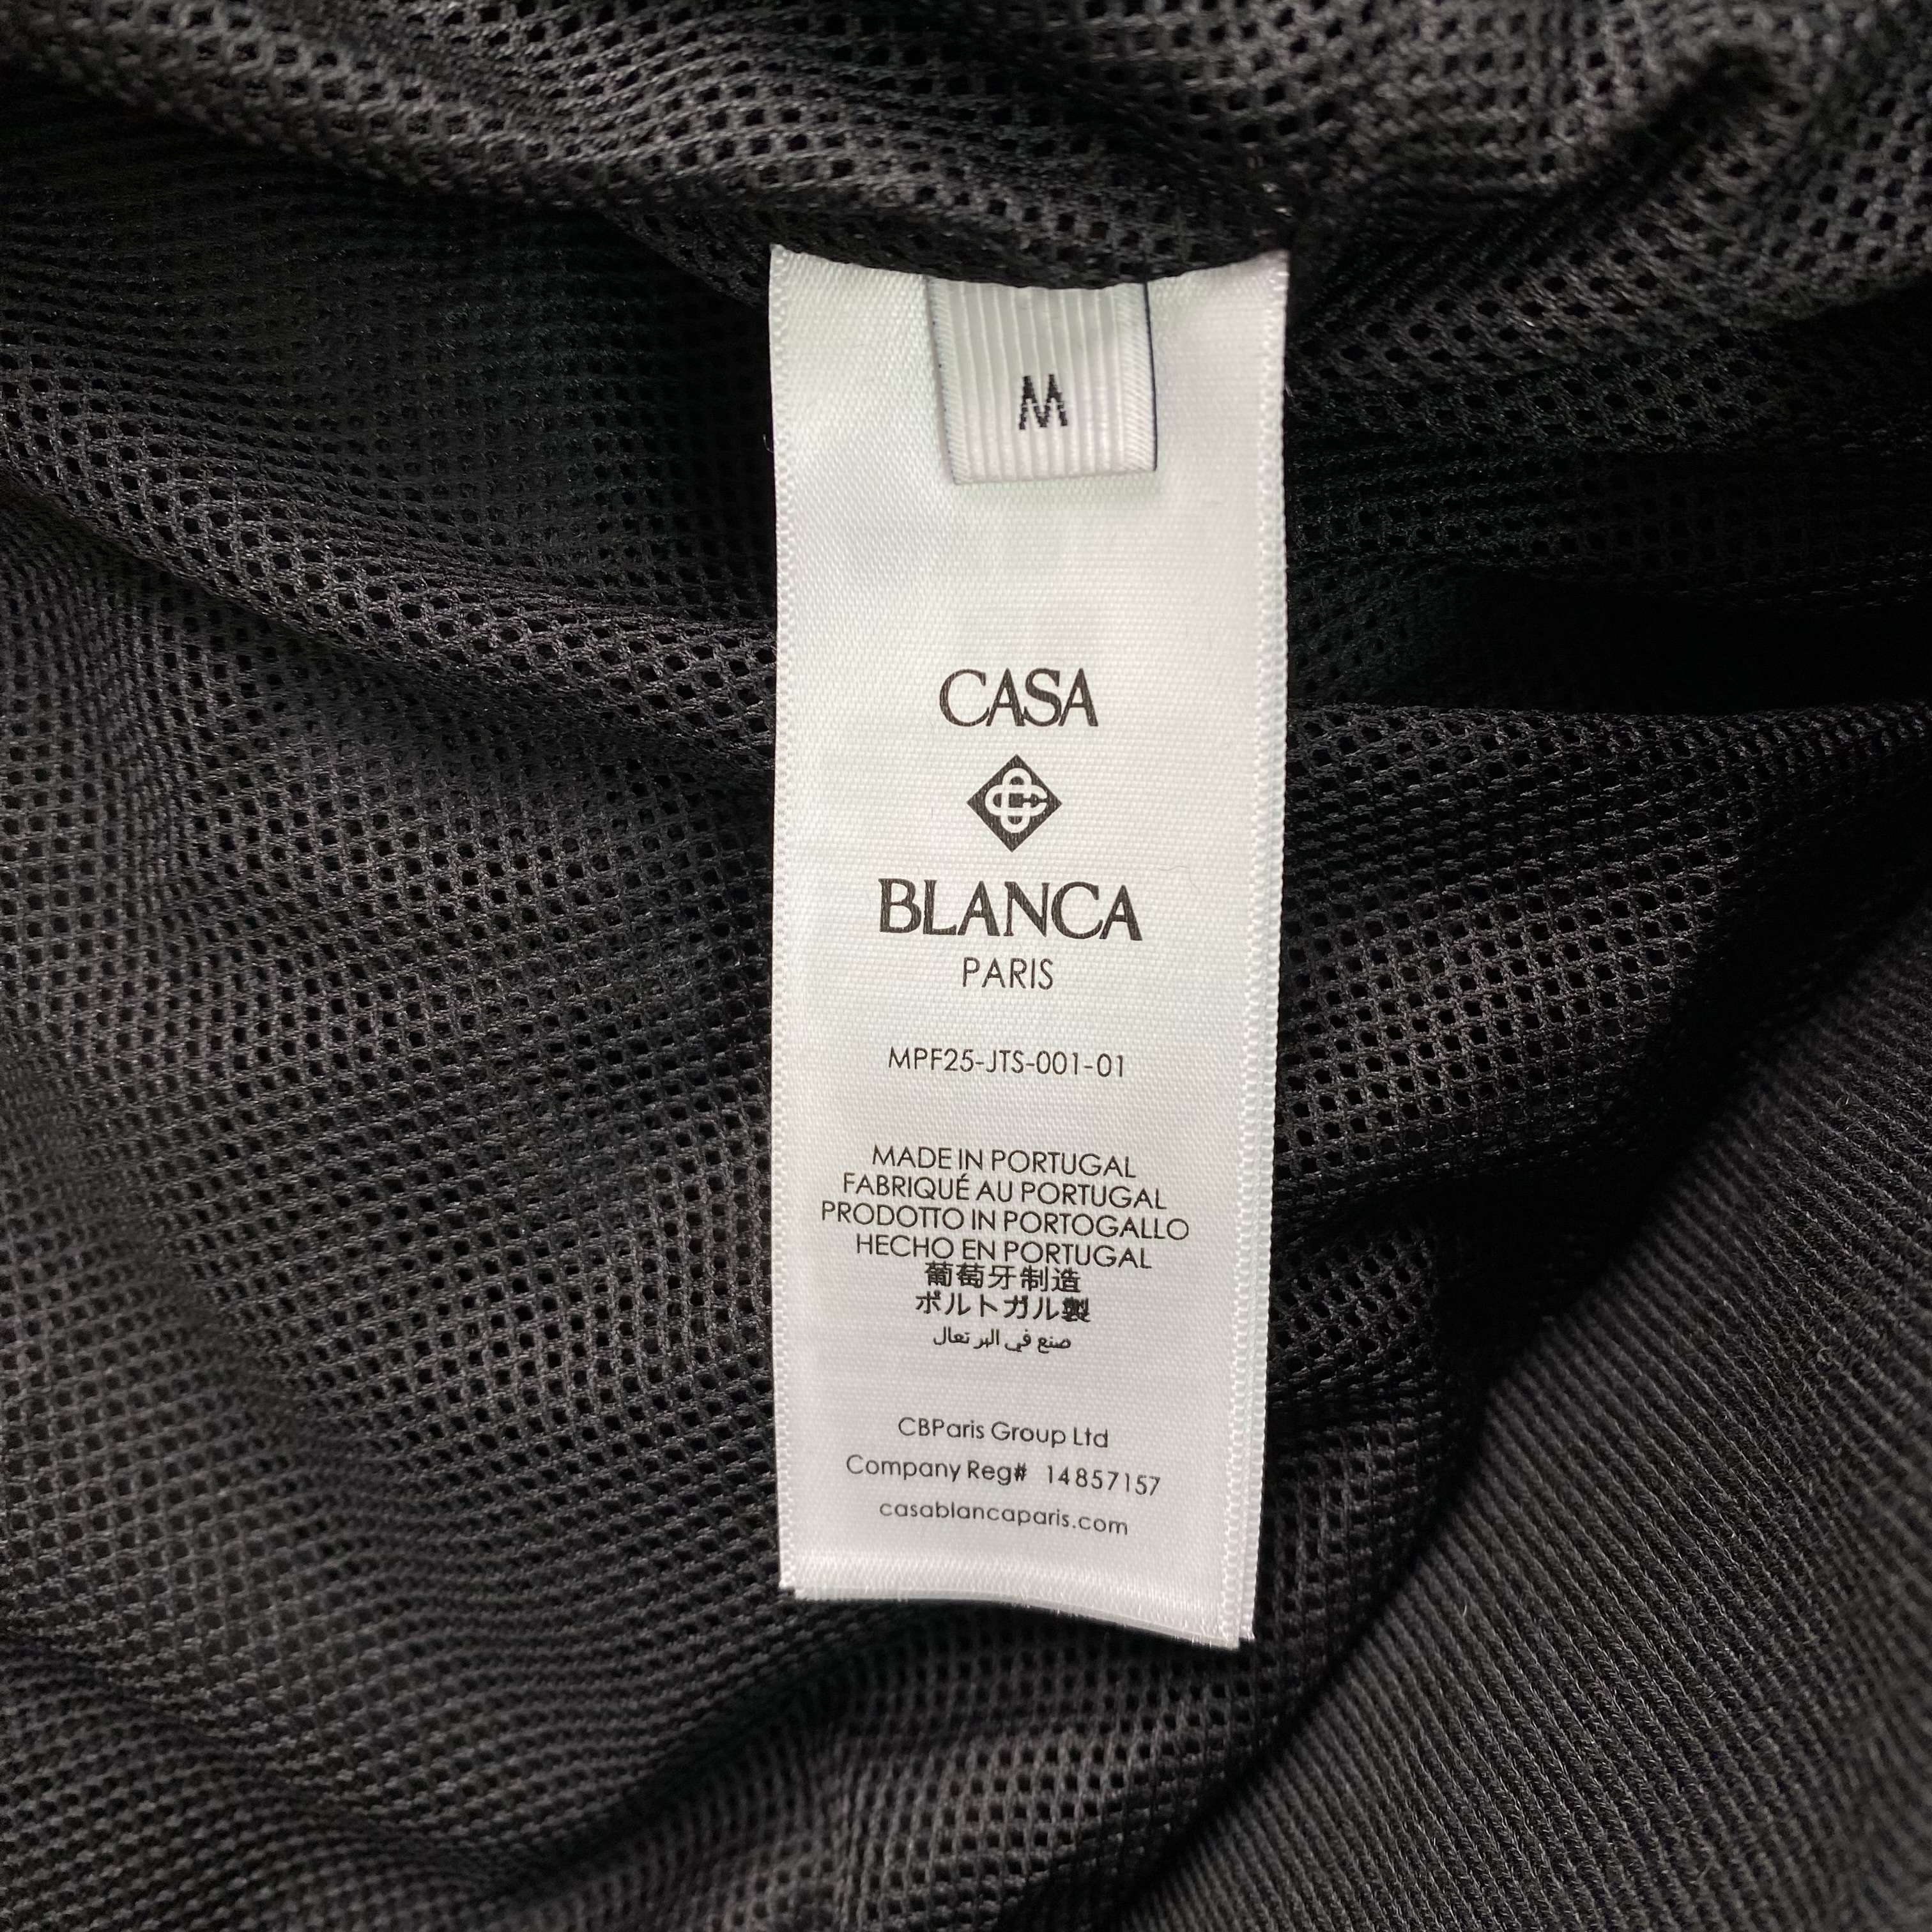 M
CASA
BLANCA
PARIS
MPF25-JTS-001-01
MADE IN PORTUGAL
FABRIQUÉ AU PORTUGAL
PRODOTTO IN PORTOGALLO
HECHO EN PORTUGAL
葡萄牙制造
ポルトガル製
صنع في البر تعال
CBParis Group Ltd
Company Reg# 14857157
casablancaparis.com